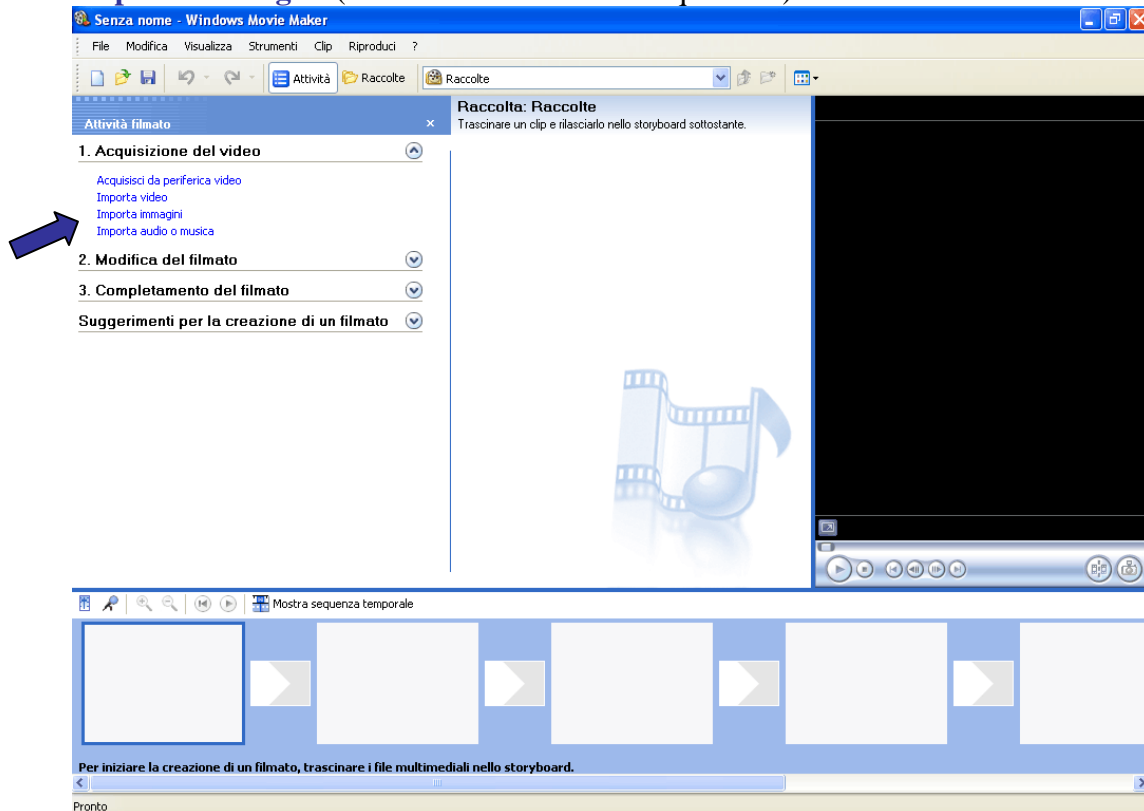 Senza nome - Windows Movie Maker
File Modifica Visualizza Strumenti Clip Riproduci ?
Attività Raccolte Raccolte
Attività filmato
Raccolta: Raccolte
Trascinare un clip e rilasciarlo nello storyboard sottostante.
1. Acquisizione del video
Acquisisci da periferica video
Importa video
Importa immagini
Importa audio o musica
2. Modifica del filmato
3. Completamento del filmato
Suggerimenti per la creazione di un filmato
Mostra sequenza temporale
Per iniziare la creazione di un filmato, trascinare i file multimediali nello storyboard.
Pronto